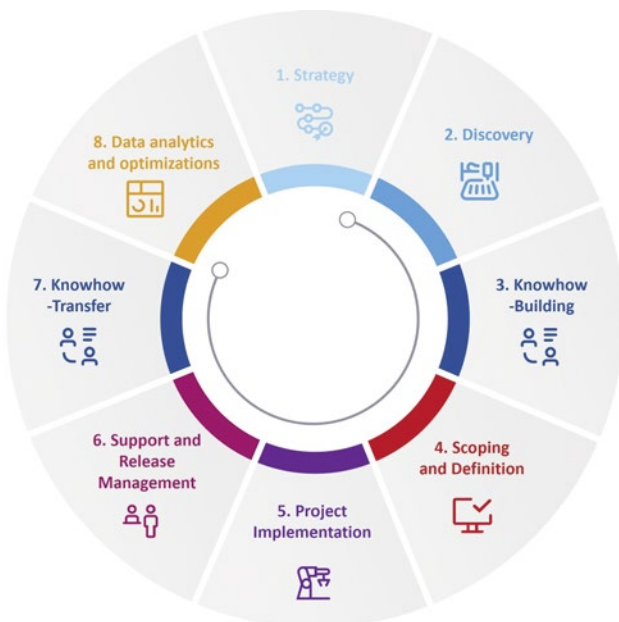 1. Strategy
2. Discovery
3. Knowhow
-Building
4. Scoping
and Definition
5. Project
Implementation
6. Support and
Release
Management
7. Knowhow
-Transfer
8. Data analytics
and optimizations